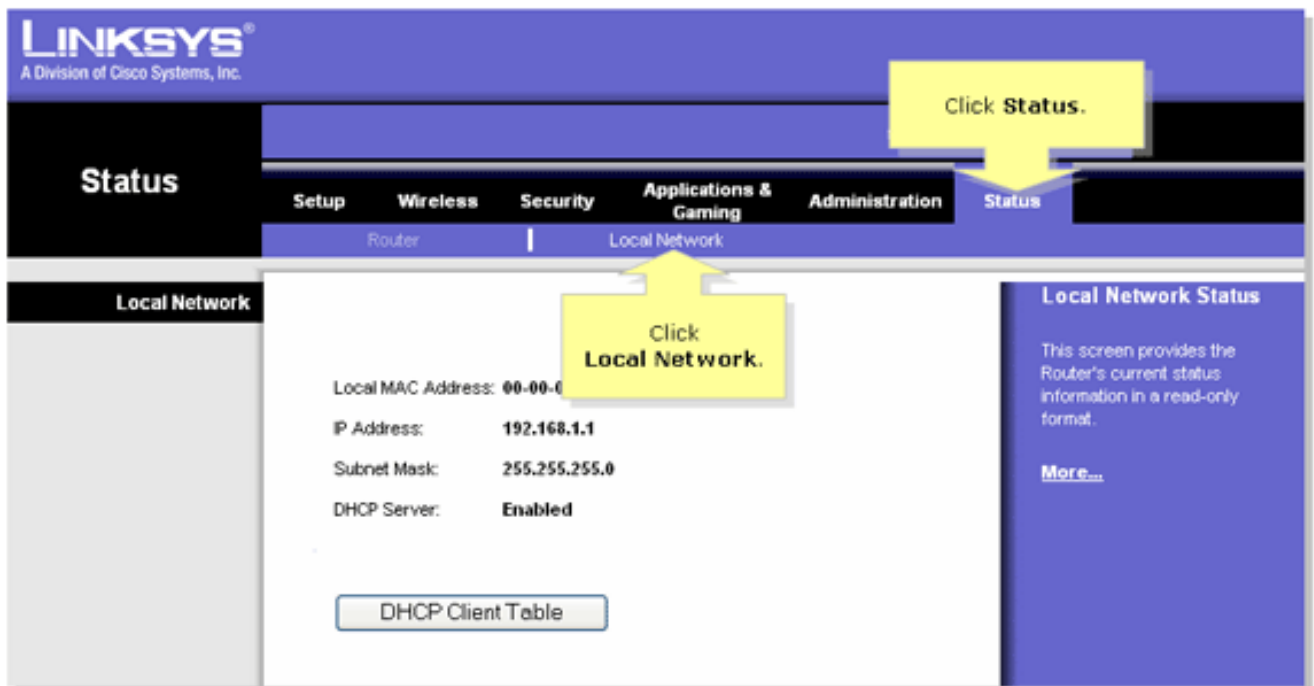 LINKSYS®
A Division of Cisco Systems, Inc.
Click Status.
Status
Setup Wireless Security Applications & Gaming Administration Status
Router Local Network
Local Network
Click
Local Network.
Local MAC Address: 00-00-0
IP Address: 192.168.1.1
Subnet Mask: 255.255.255.0
DHCP Server: Enabled
DHCP Client Table
Local Network Status
This screen provides the
Router's current status
information in a read-only
format.
More...